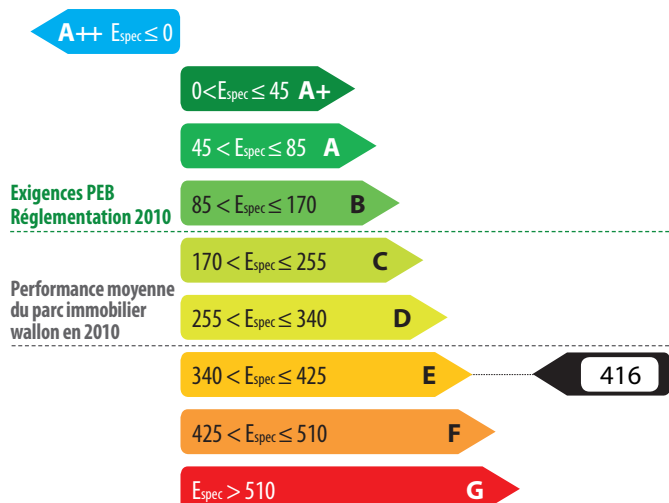 A++ Espec ≤ 0
0<Espec ≤ 45 A+
45 < Espec ≤ 85 A
Exigences PEB
Réglementation 2010
85 < Espec ≤ 170 B
170 < Espec ≤ 255 C
Performance moyenne
du parc immobilier
wallon en 2010
255 < Espec ≤ 340 D
340 < Espec ≤ 425 E
416
425 < Espec ≤ 510 F
Espec > 510 G